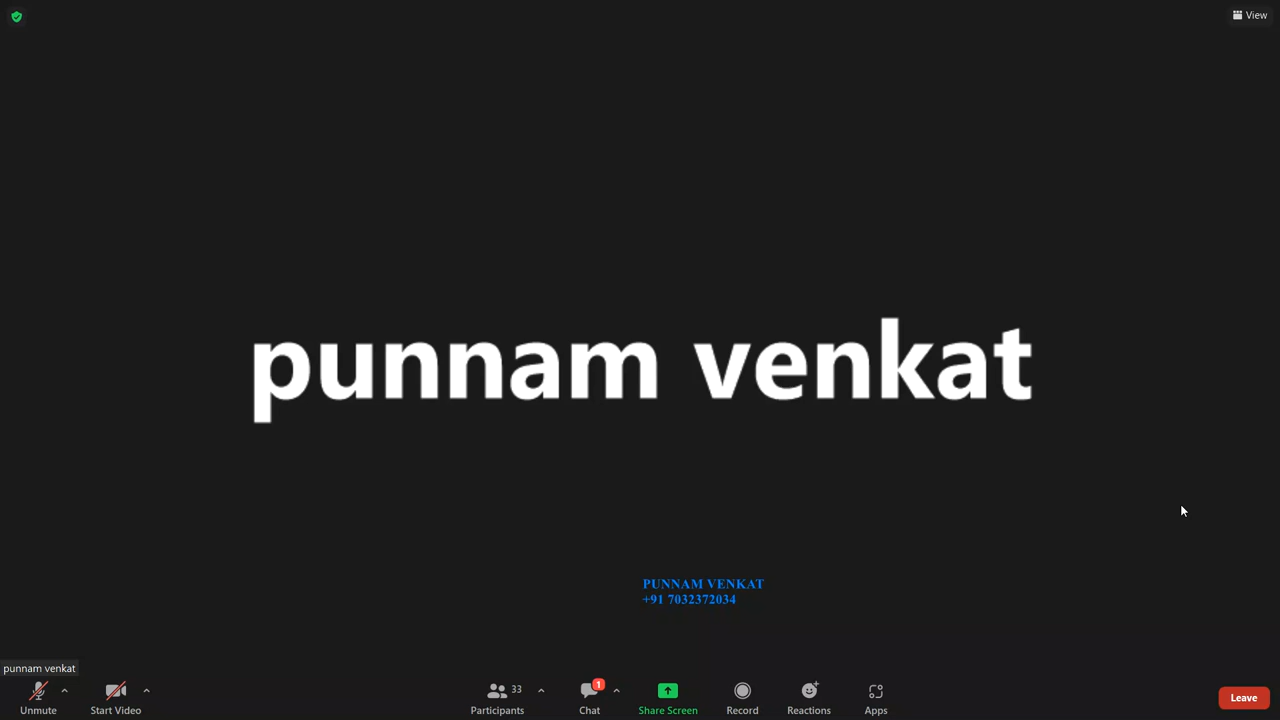 View
punnam venkat
PUNNAM VENKAT
+91 7032372034
punnam venkat
Unmute
Start Video
Participants
33
Chat
1
Share Screen
Record
Reactions
Apps
Leave